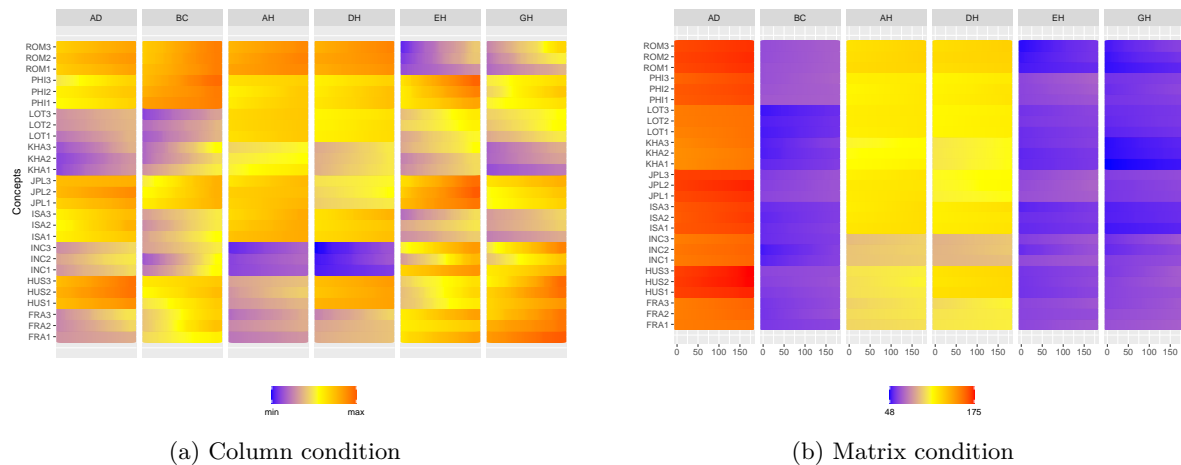 AD BC AH DH EH GH
Concepts
ROM3
ROM2
ROM1
PHI3
PHI2
PHI1
LOT3
LOT2
LOT1
KHA3
KHA2
KHA1
JPL3
JPL2
JPL1
ISA3
ISA2
ISA1
INC3
INC2
INC1
HUS3
HUS2
HUS1
FRA3
FRA2
FRA1
min max
(a) Column condition
AD BC AH DH EH GH
ROM3
ROM2
ROM1
PHI3
PHI2
PHI1
LOT3
LOT2
LOT1
KHA3
KHA2
KHA1
JPL3
JPL2
JPL1
ISA3
ISA2
ISA1
INC3
INC2
INC1
HUS3
HUS2
HUS1
FRA3
FRA2
FRA1
0 50 100 150 0 50 100 150 0 50 100 150 0 50 100 150 0 50 100 150 0 50 100 150
48 175
(b) Matrix condition